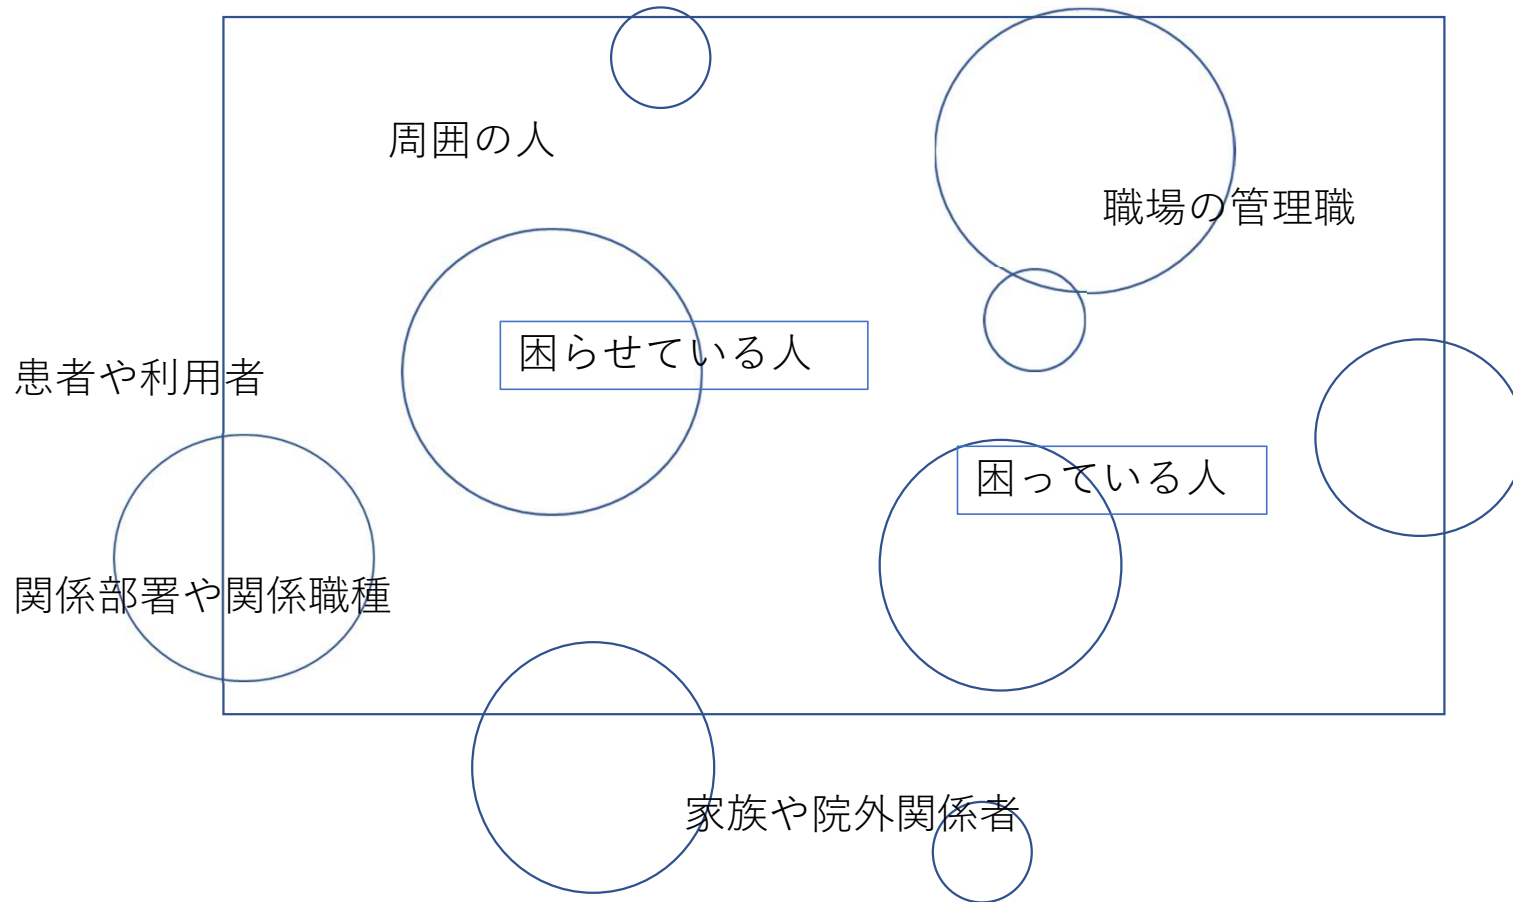 周囲の人
職場の管理職
困らせている人
患者や利用者
困っている人
関係部署や関係職種
家族や院外関係者